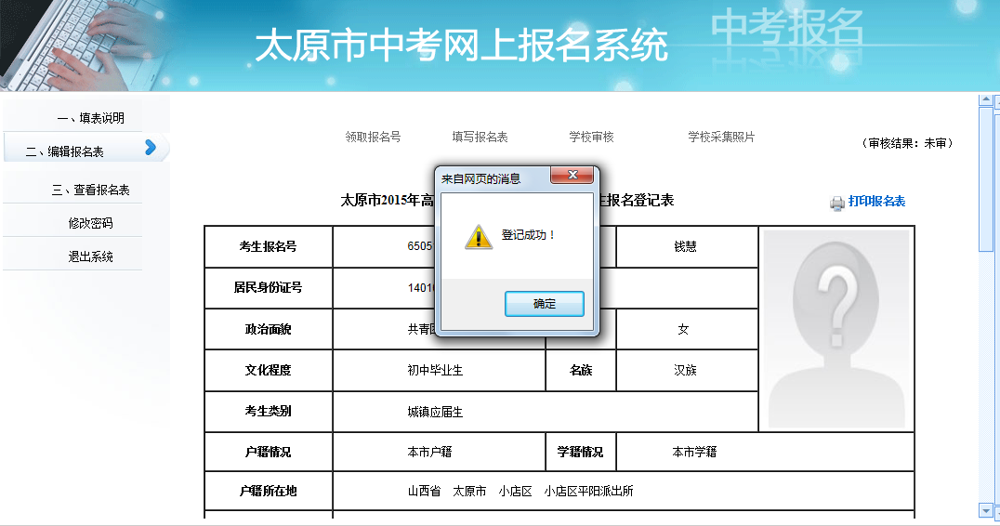 太原市中考网上报名系统
中考报名
一、填表说明
二、编辑报名表
三、查看报名表
修改密码
退出系统
领取报名号 填写报名表 学校审核 学校采集照片
（审核结果：未审）
太原市2015年高
生报名登记表
打印报名表
来自网页的消息
登记成功！
确定
考生报名号 6505 钱慧
居民身份证号 1401
政治面貌 共青团 女
文化程度 初中毕业生 名族 汉族
考生类别 城镇应届生
户籍情况 本市户籍 学籍情况 本市学籍
户籍所在地 山西省 太原市 小店区 小店区平阳派出所